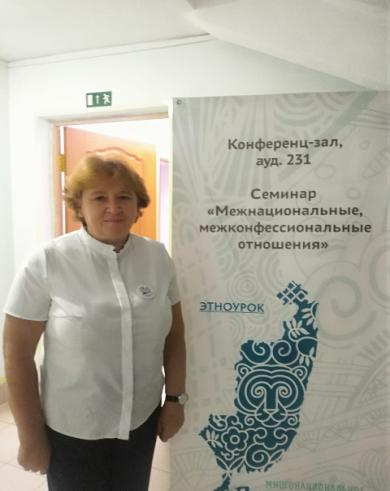 Конференц-зал,
ауд. 231
Семинар
«Межнациональные,
межконфессиональные
отношения»
ЭТНОУРОК